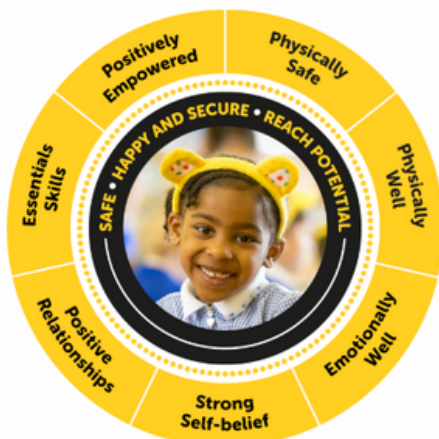 Positively
Empowered
Physically
Safe
Physically
Well
Emotionally
Well
Strong
Self-belief
Positive
Relationships
Essentials
Skills
SAFE • HAPPY AND SECURE • REACH POTENTIAL